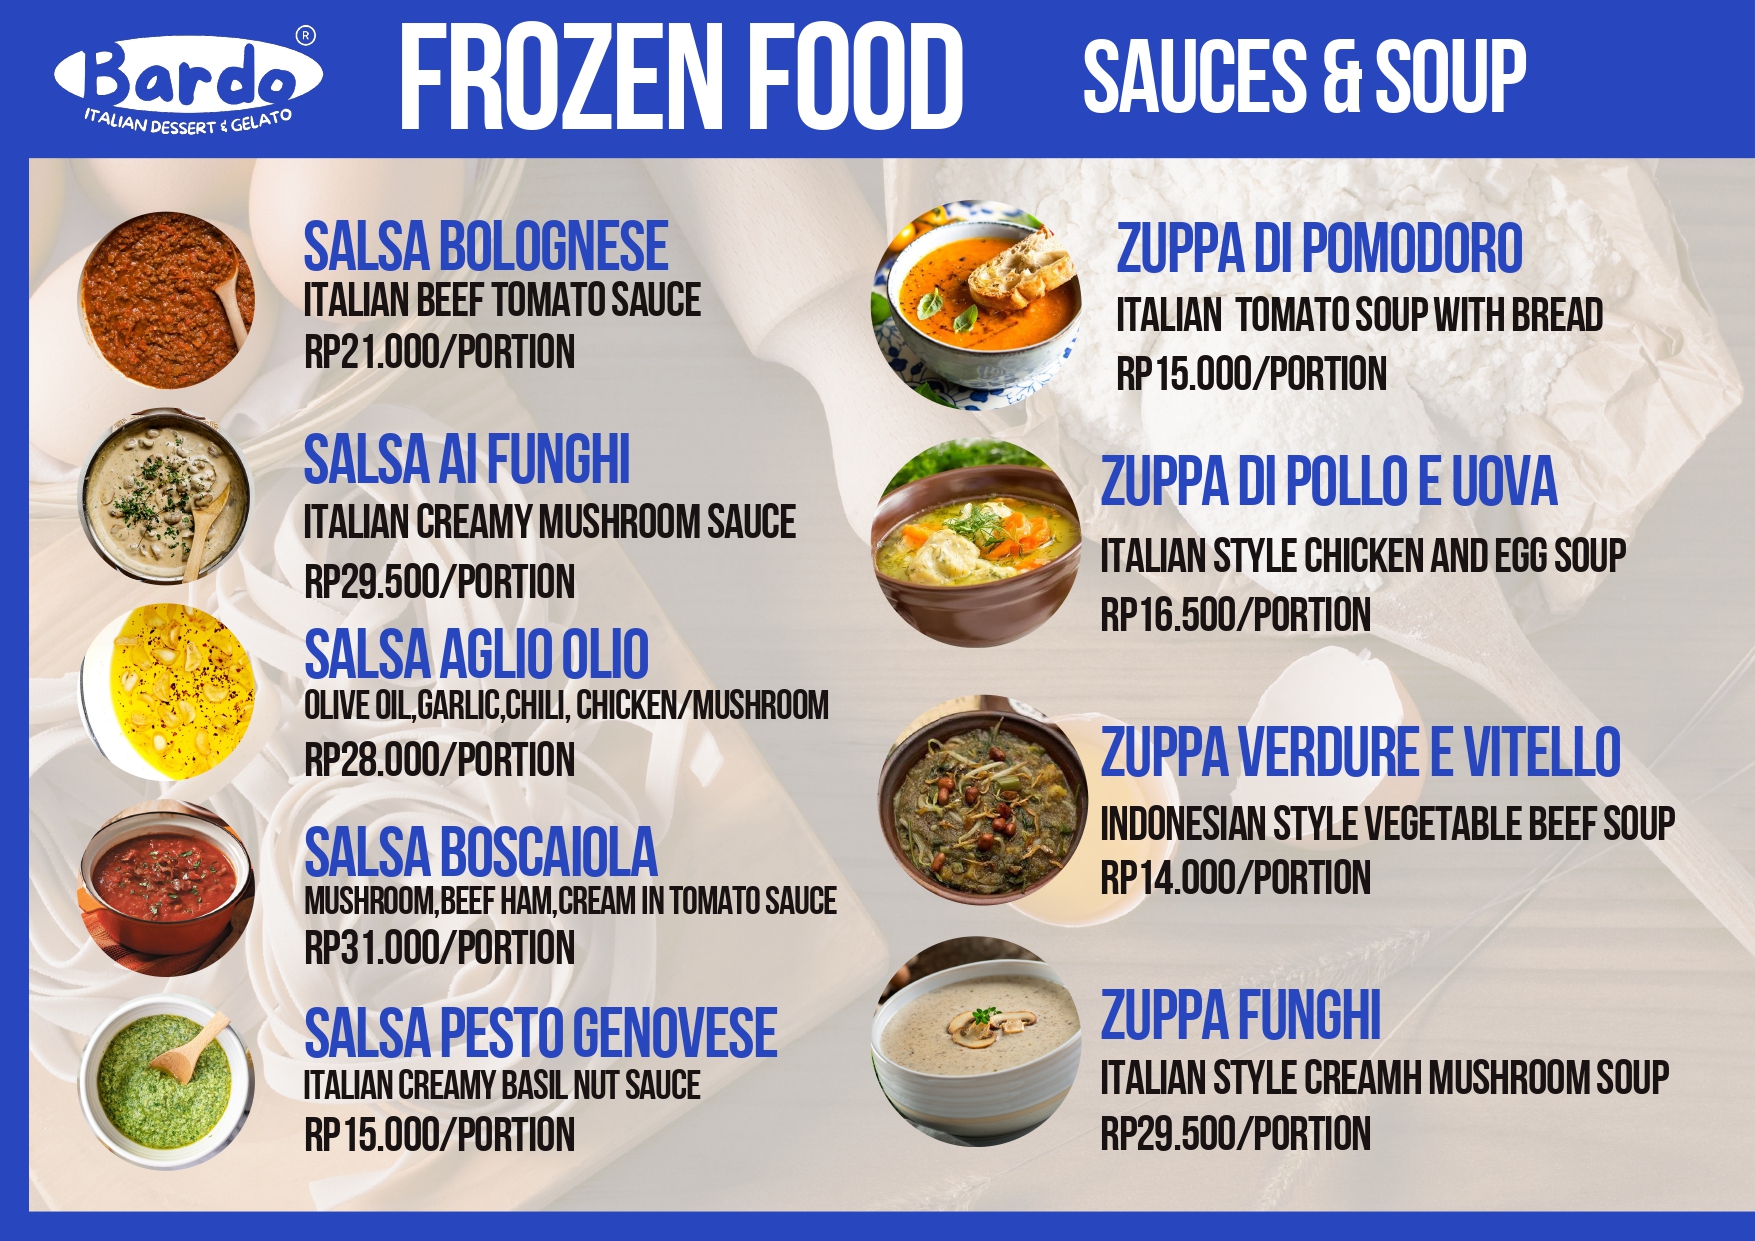 Bardo ®
ITALIAN DESSERT & GELATO
FROZEN FOOD
SAUCES & SOUP
SALSA BOLOGNESE
ITALIAN BEEF TOMATO SAUCE
RP21.000/PORTION
SALSA AI FUNGHI
ITALIAN CREAMY MUSHROOM SAUCE
RP29.500/PORTION
SALSA AGLIO OLIO
OLIVE OIL,GARLIC,CHILI, CHICKEN/MUSHROOM
RP28.000/PORTION
SALSA BOSCAIOLA
MUSHROOM,BEEF HAM,CREAM IN TOMATO SAUCE
RP31.000/PORTION
SALSA PESTO GENOVESE
ITALIAN CREAMY BASIL NUT SAUCE
RP15.000/PORTION
ZUPPA DI POMODORO
ITALIAN TOMATO SOUP WITH BREAD
RP15.000/PORTION
ZUPPA DI POLLO E UOVA
ITALIAN STYLE CHICKEN AND EGG SOUP
RP16.500/PORTION
ZUPPA VERDURE E VITELLO
INDONESIAN STYLE VEGETABLE BEEF SOUP
RP14.000/PORTION
ZUPPA FUNGHI
ITALIAN STYLE CREAMH MUSHROOM SOUP
RP29.500/PORTION